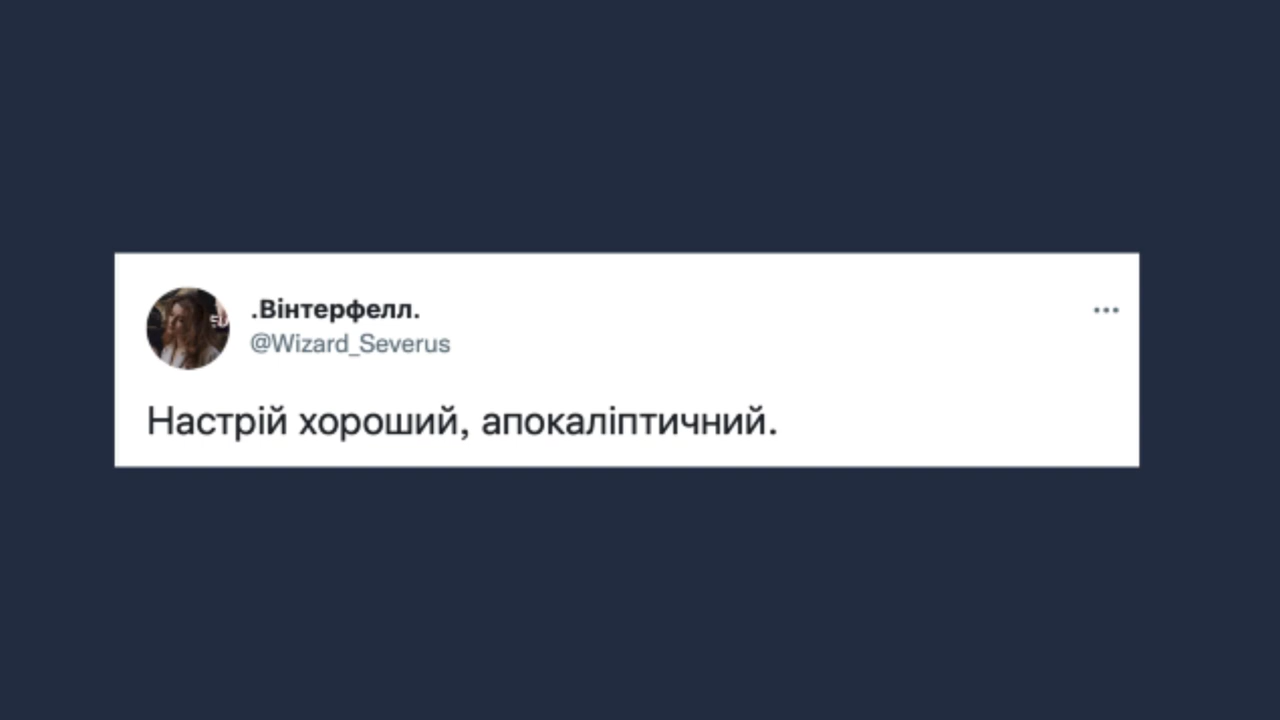 .Вінтерфелл.
@Wizard_Severus
Настрій хороший, апокаліптичний.